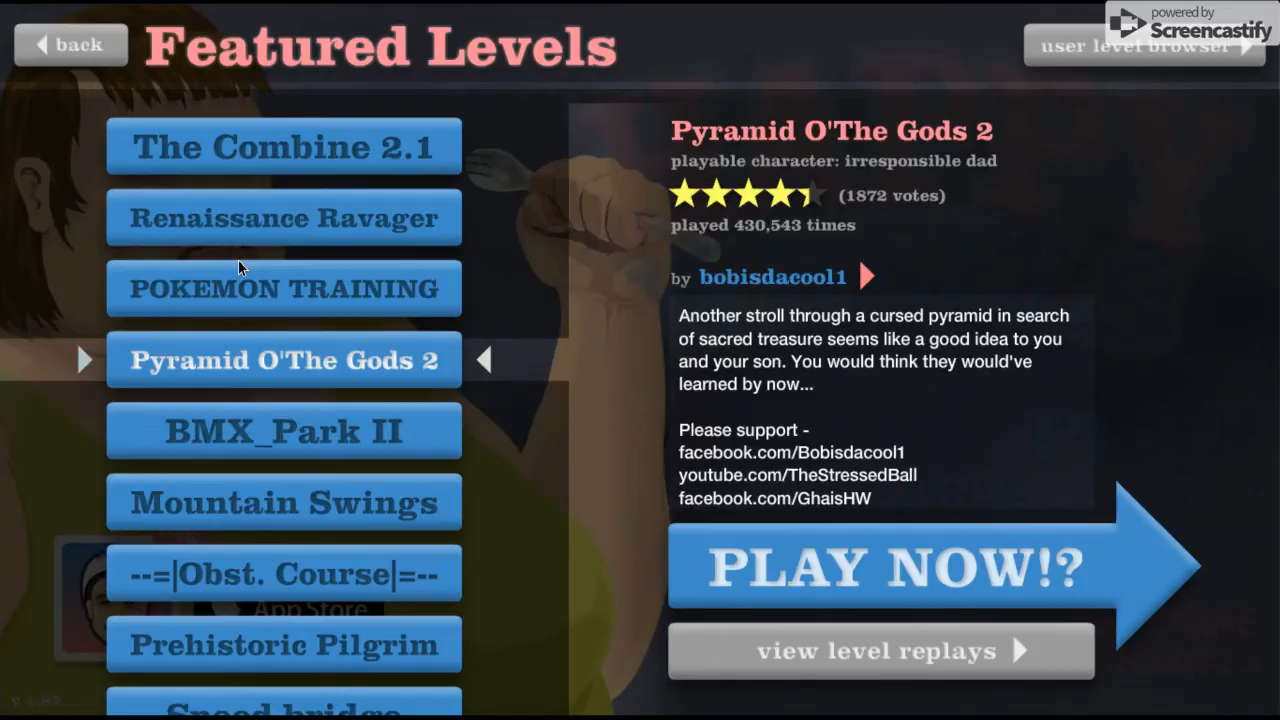 back
Featured Levels
user level browser
powered by
Screencastify
The Combine 2.1
Renaissance Ravager
POKEMON TRAINING
Pyramid O'The Gods 2
BMX_Park II
Mountain Swings
--=|Obst. Course|=--
App Store
Prehistoric Pilgrim
Speed bridge
Pyramid O'The Gods 2
playable character: irresponsible dad
(1872 votes)
played 430,543 times
by bobisdacool1
Another stroll through a cursed pyramid in search
of sacred treasure seems like a good idea to you
and your son. You would think they would've
learned by now...
Please support -
facebook.com/Bobisdacool1
youtube.com/TheStressedBall
facebook.com/GhaisHW
PLAY NOW!?
view level replays